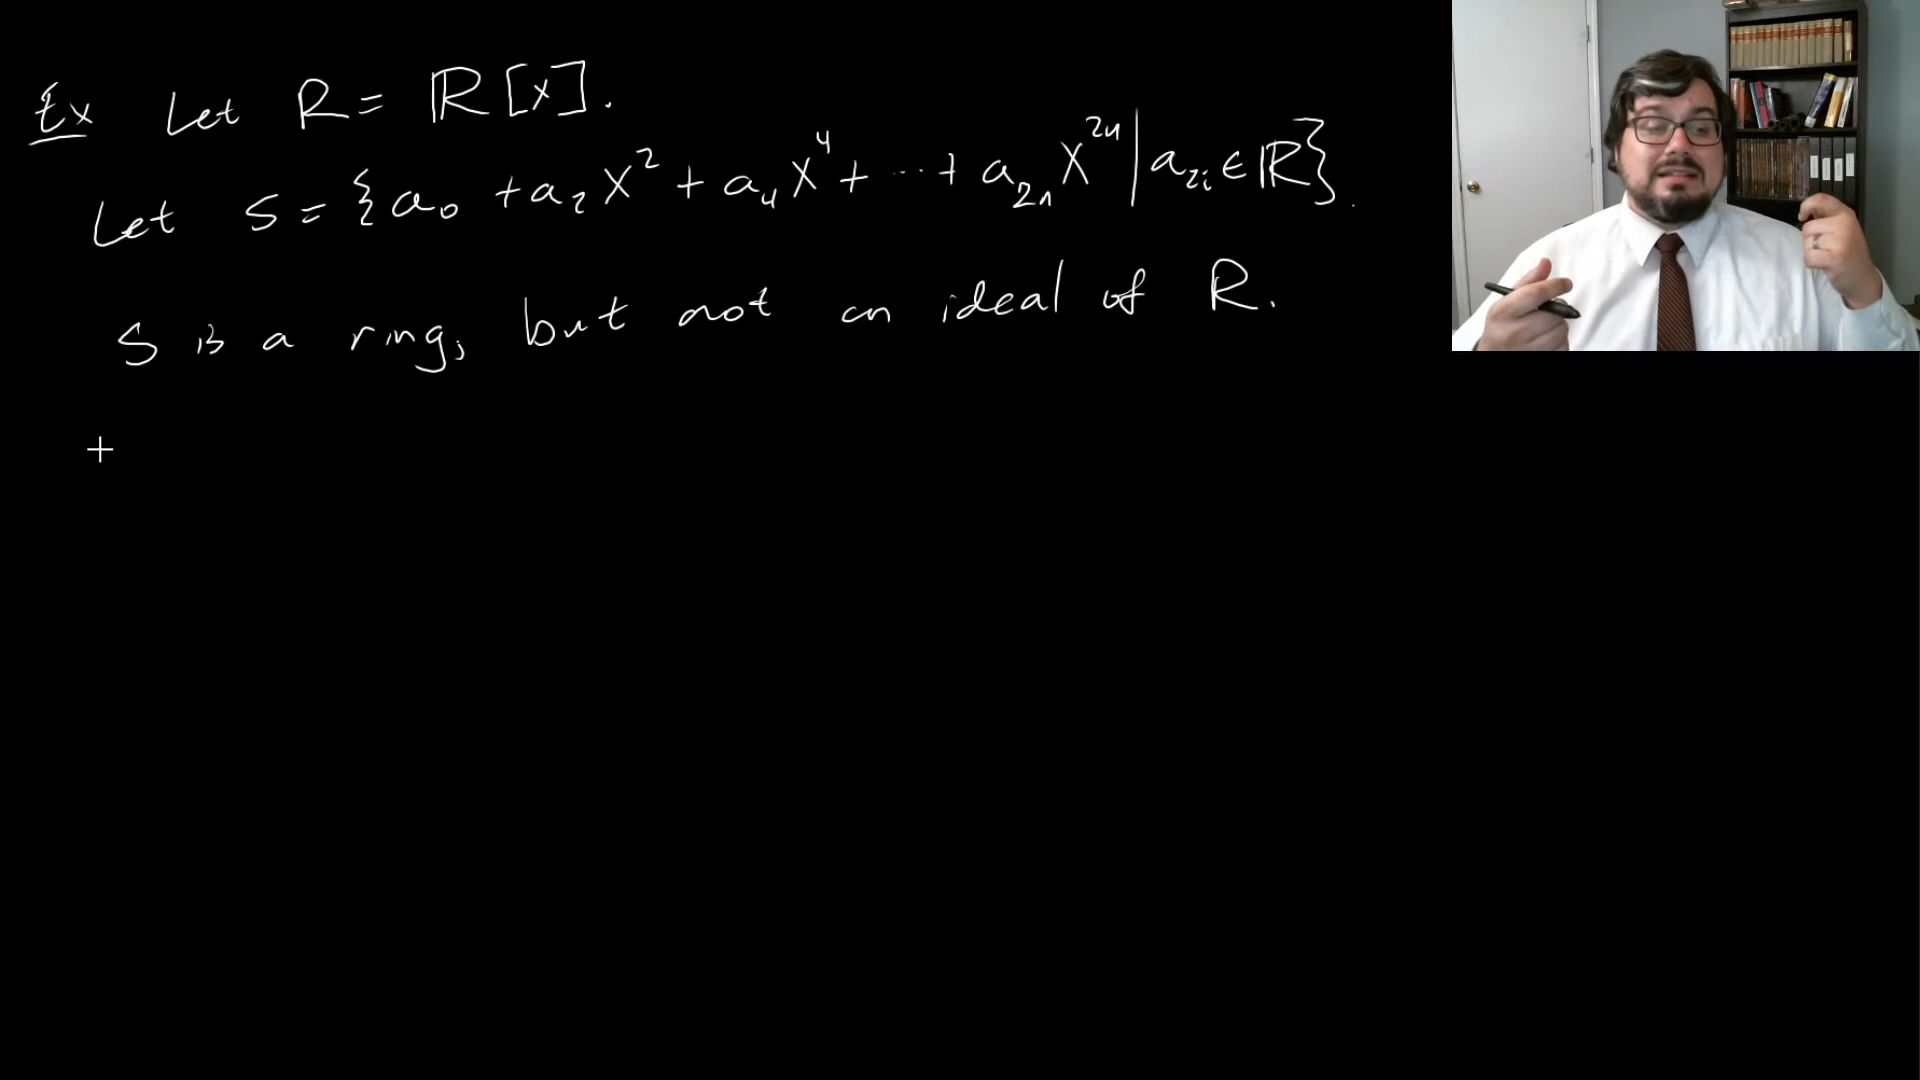 Ex Let R = ℝ[x].
Let S = {a₀ + a₂x² + a₄x⁴ + ⋯ + a₂ₙx²ⁿ | a₂ᵢ ∈ ℝ}.
S is a ring, but not an ideal of R.